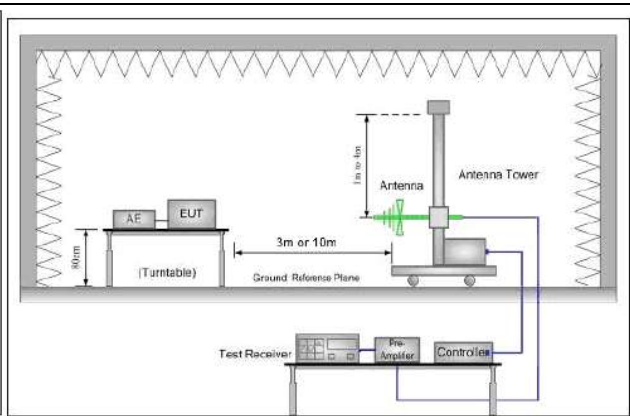 1m to 4m
Antenna
Antenna Tower
AE
EUT
3m or 10m
80cm
(Turntable)
Ground Reference Plane
Test Receiver
Pre-
Amplifier
Controller